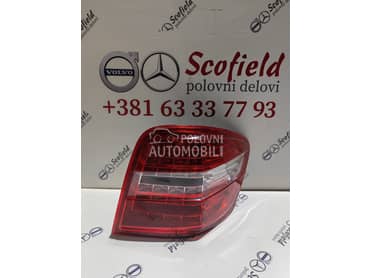 VOLVO
Scofield
polovni delovi
+381 63 33 77 93
POLOVNI
AUTOMOBILI